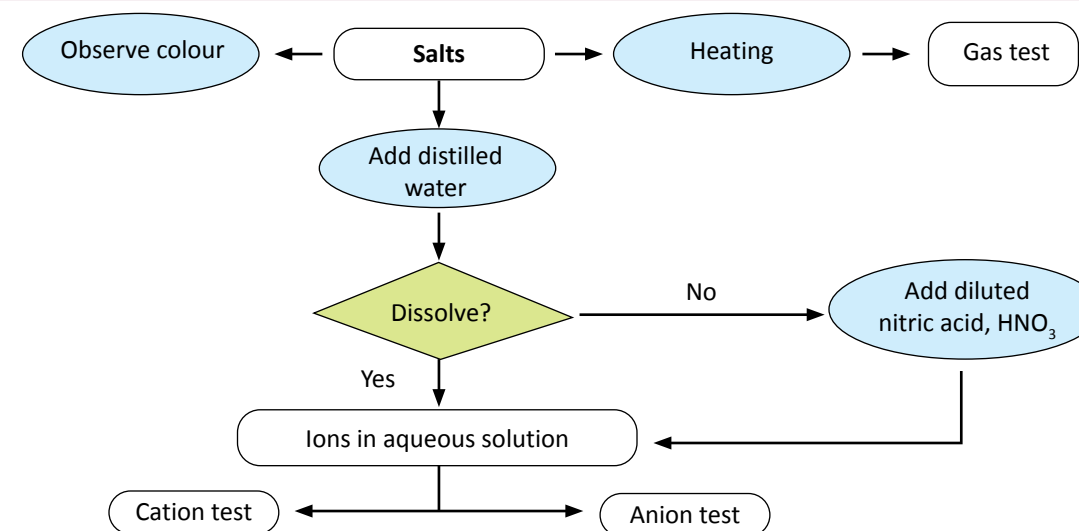 Observe colour
Salts
Heating
Gas test
Add distilled
water
Dissolve?
No
Add diluted
nitric acid, HNO₃
Yes
Ions in aqueous solution
Cation test
Anion test